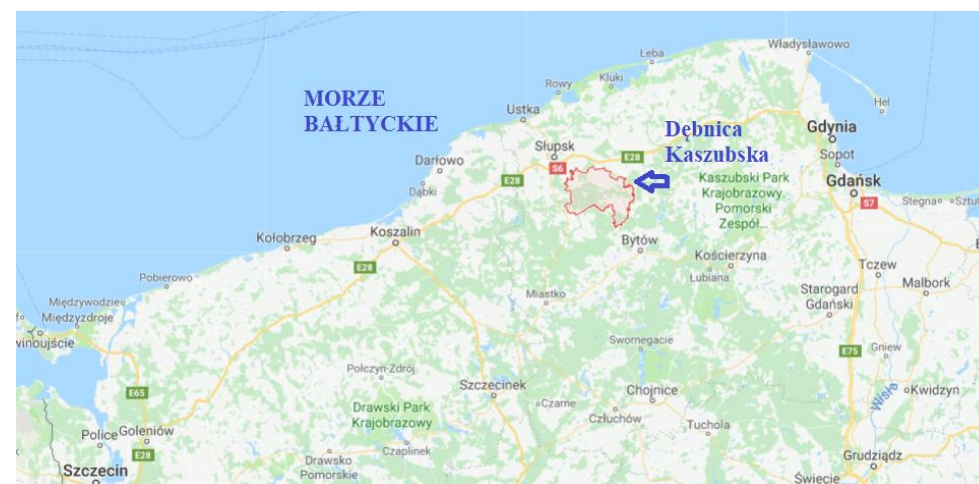 Władysławowo
Łeba
Rowy
Kluki
MORZE
BAŁTYCKIE
Hel
Ustka
Dębnica
Kaszubska
Gdynia
Słupsk
Darłowo
E28
Sopot
S6
Kaszubski Park
Krajobrazowy.
Pomorski
Zespół...
Gdańsk
E28
Dąbki
S7
Stegna
Sztut
Kołobrzeg
Koszalin
Bytów
Kościerzyna
E28
Łubiana
Tczew
Pobierowo
Malbork
Międzywodzie
Miastko
Starogard
Gdański
Międzyzdroje
winoujście
Swornegacie
E75
Gniew
Połczyn-Zdrój
Szczecinek
Chojnice
Wisła
Kwidzyn
E65
Drawski Park
Krajobrazowy
Czarne
Człuchów
Tuchola
Police
Goleniów
Czaplinek
E28
Drawsko
Pomorskie
Grudziądz
Szczecin
Świecie